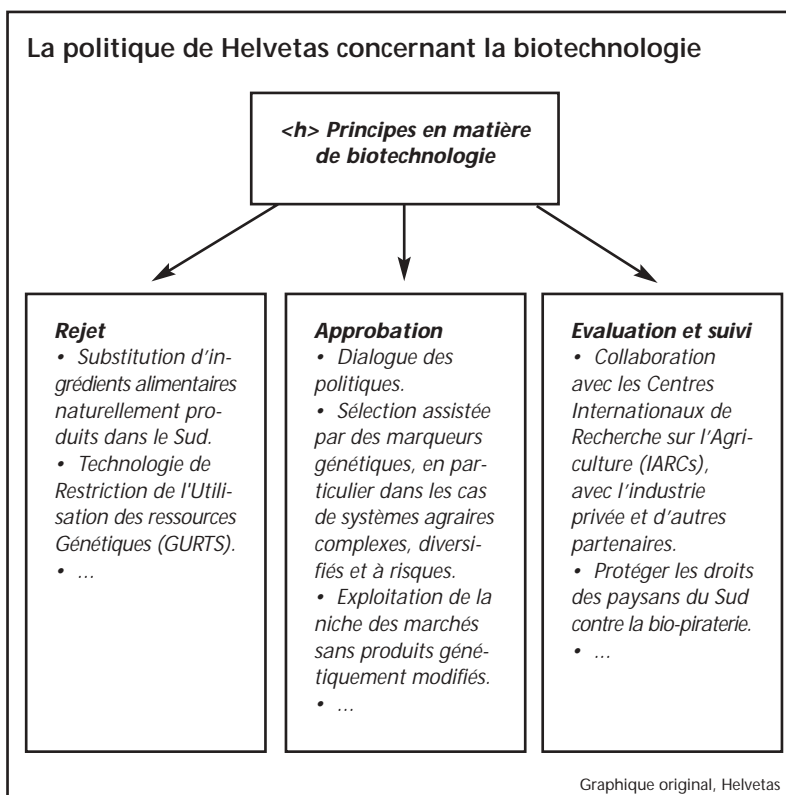 La politique de Helvetas concernant la biotechnologie
<h> Principes en matière
de biotechnologie
Rejet
• Substitution d'in-
grédients alimentaires
naturellement pro-
duits dans le Sud.
• Technologie de
Restriction de l'Utili-
sation des ressources
Génétiques (GURTS).
• ...
Approbation
• Dialogue des
politiques.
• Sélection assistée
par des marqueurs
génétiques, en par-
ticulier dans les cas
de systèmes agraires
complexes, diversi-
fiés et à risques.
• Exploitation de la
niche des marchés
sans produits géné-
tiquement modifiés.
• ...
Evaluation et suivi
• Collaboration
avec les Centres
Internationaux de
Recherche sur l'Agri-
culture (IARCs),
avec l'industrie
privée et d'autres
partenaires.
• Protéger les droits
des paysans du Sud
contre la bio-piraterie.
• ...
Graphique original, Helvetas